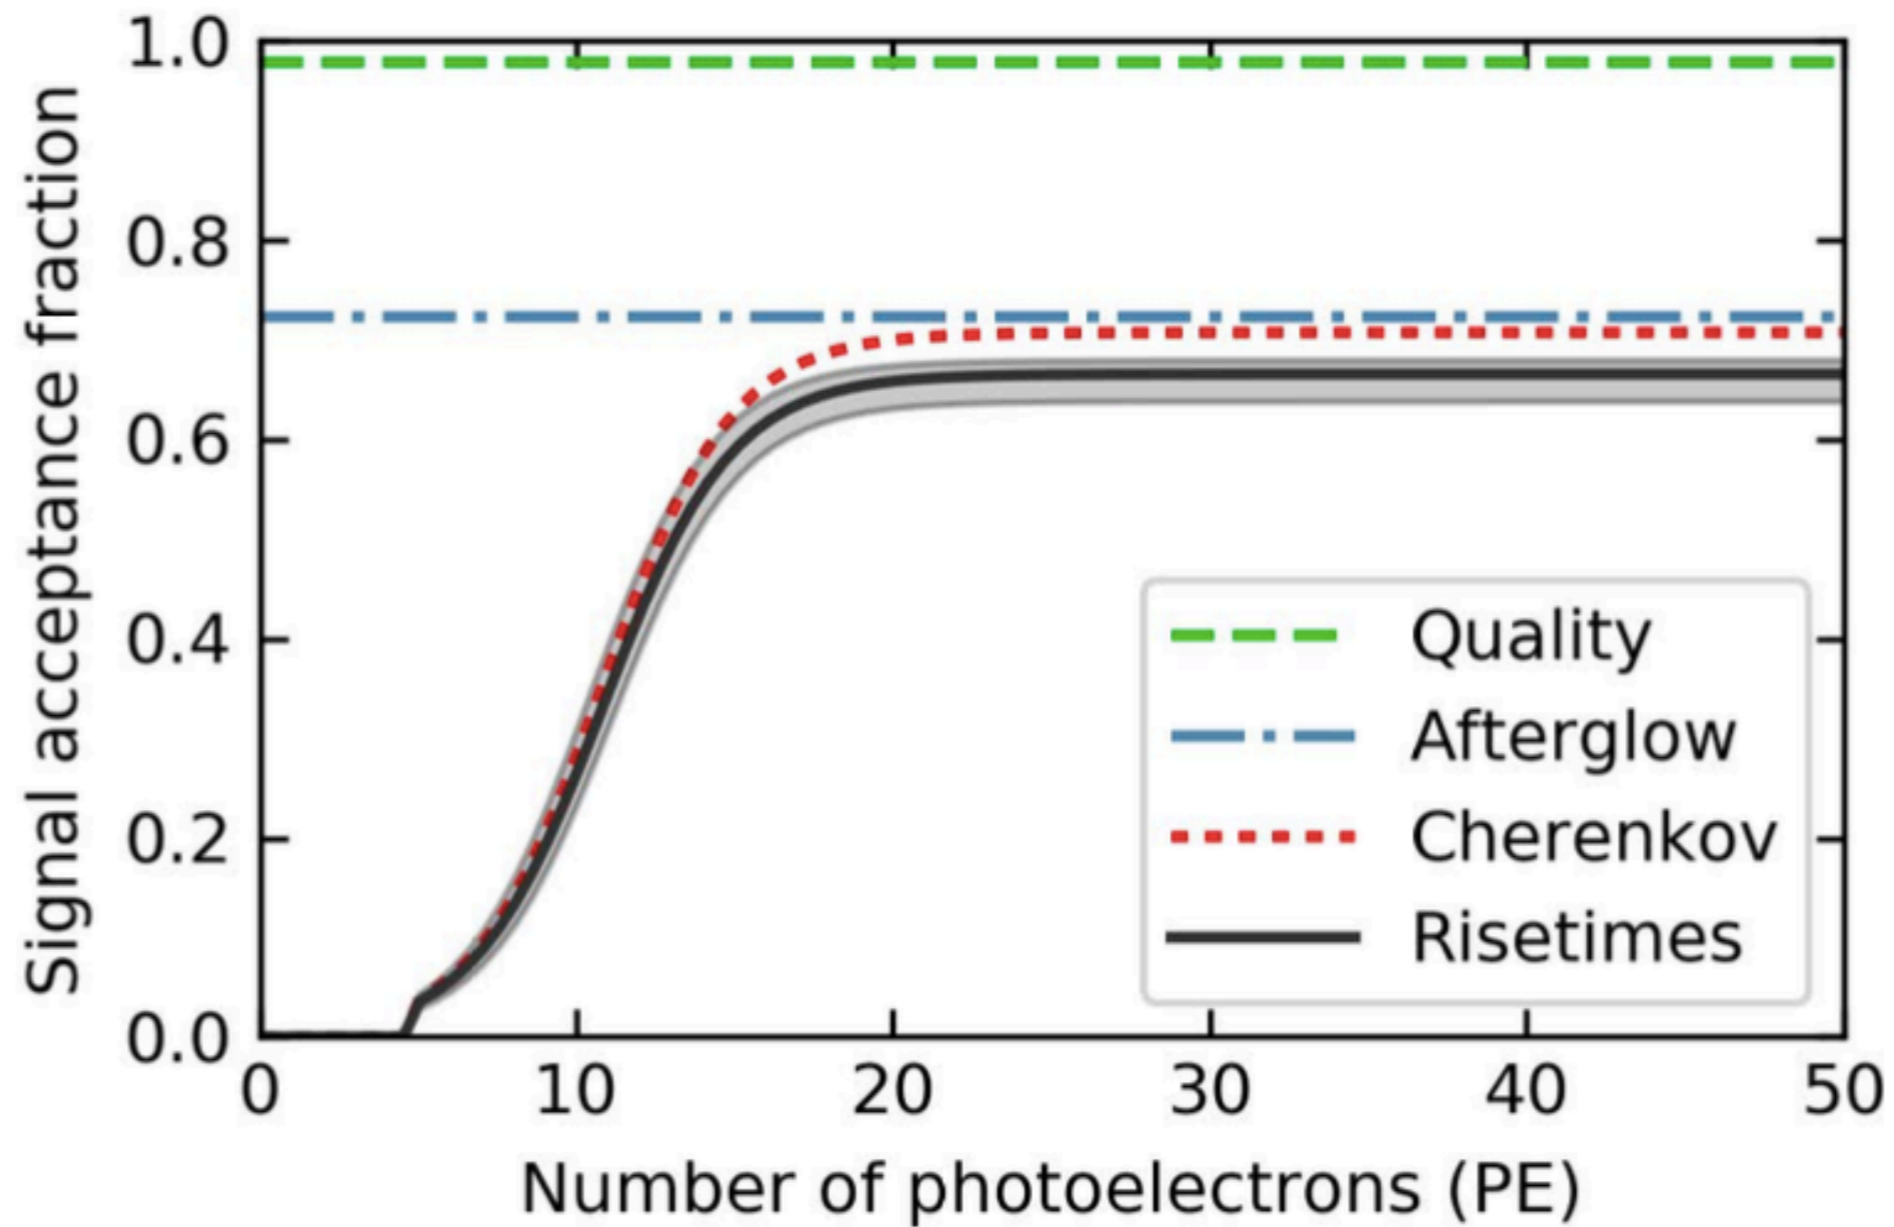 Signal acceptance fraction
1.0
0.8
0.6
0.4
0.2
0.0
0 10 20 30 40 50
Number of photoelectrons (PE)
Quality
Afterglow
Cherenkov
Risetimes